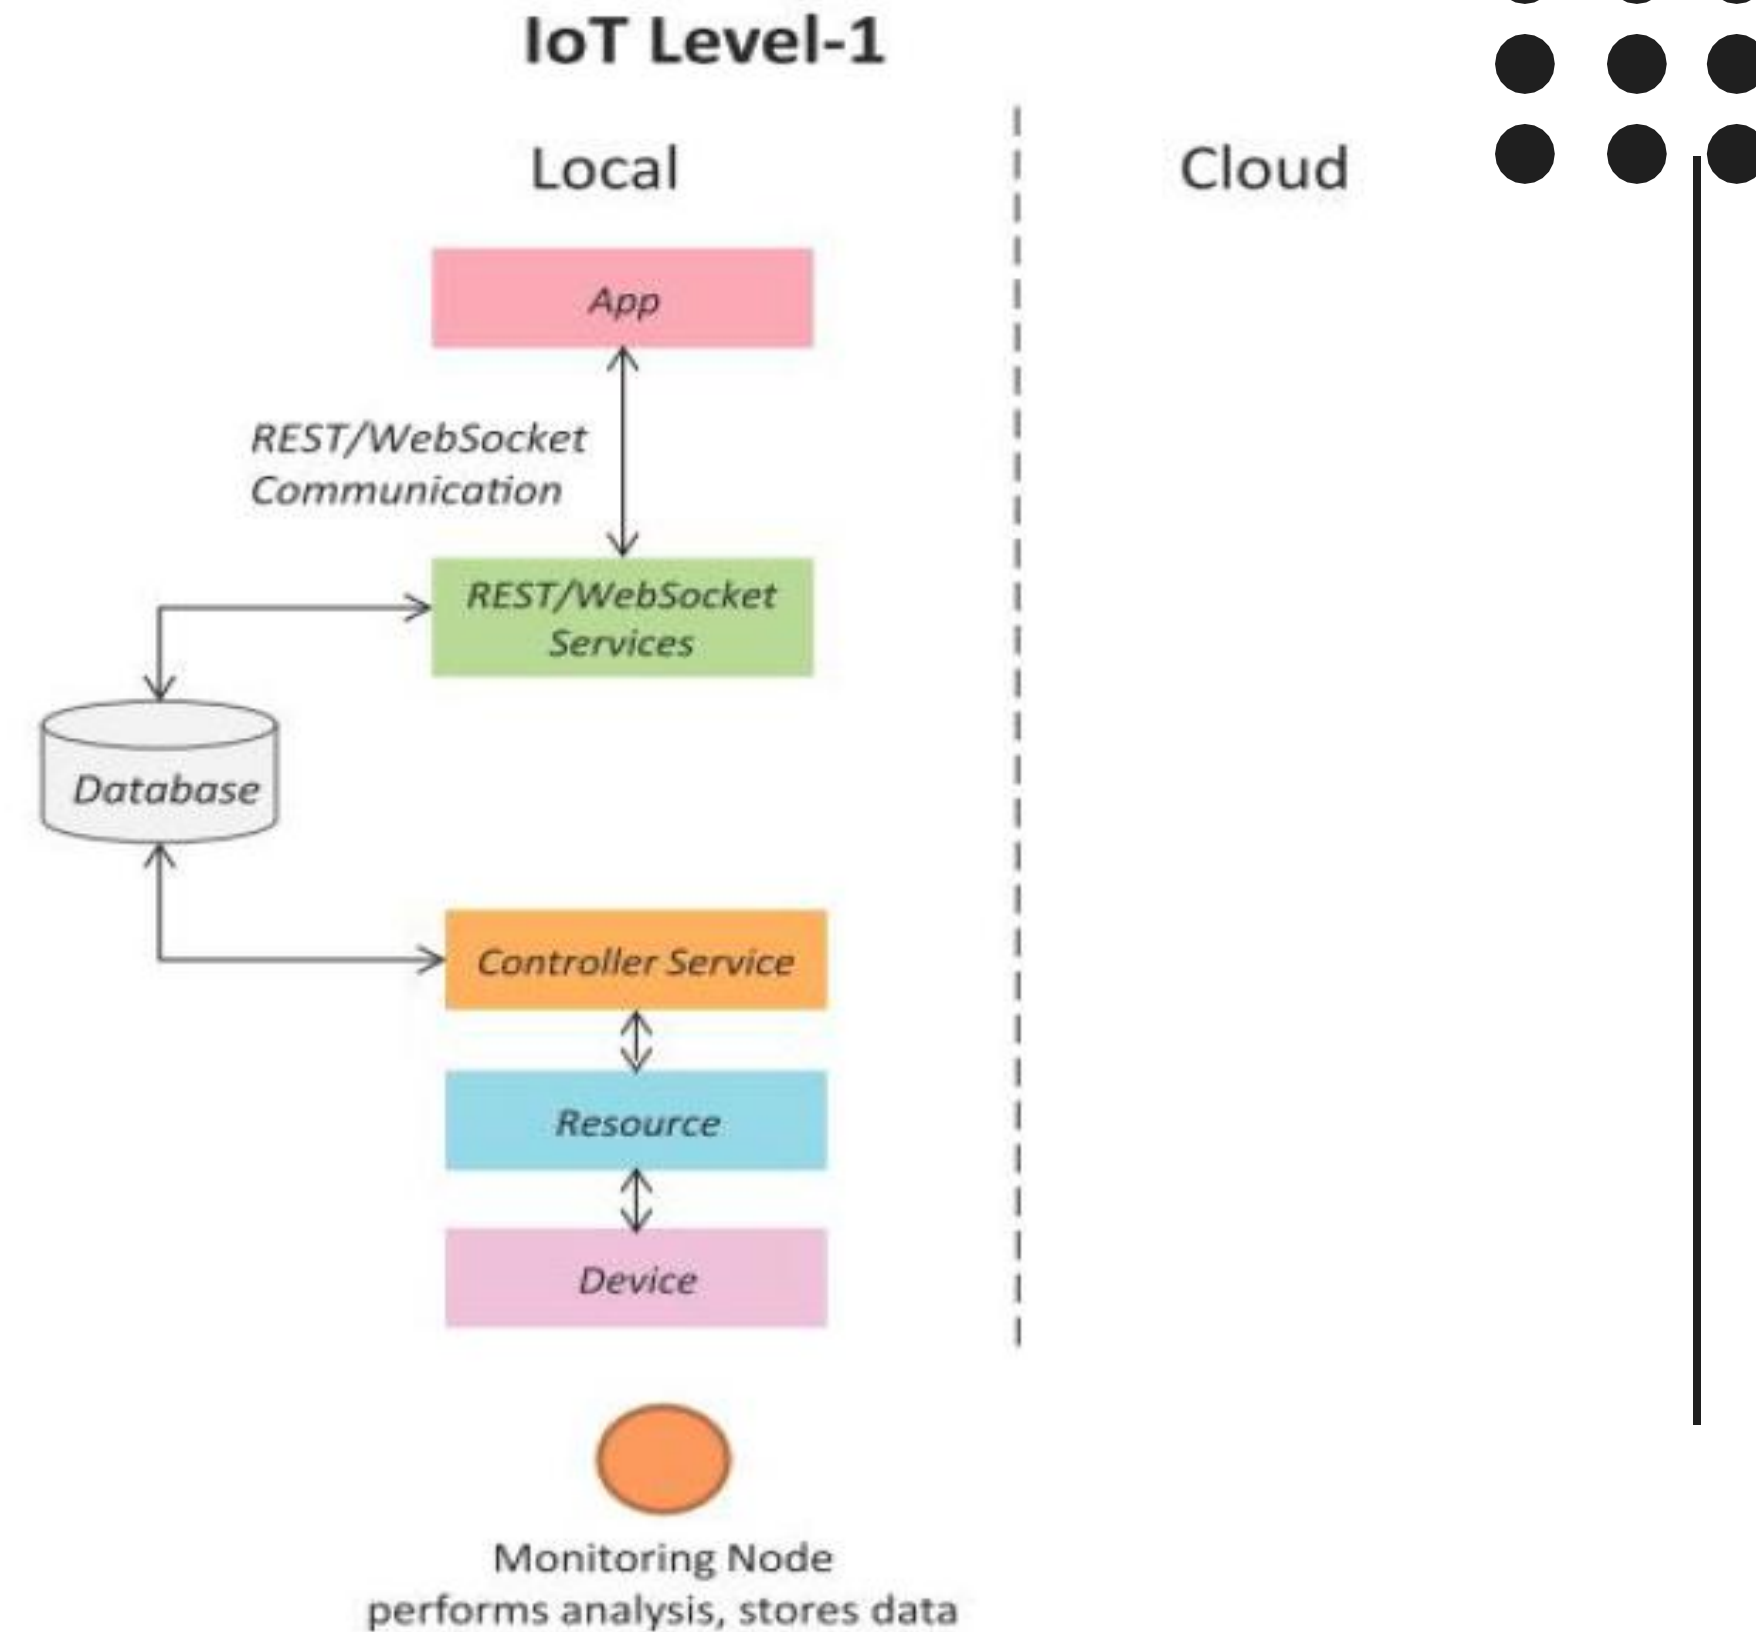 IoT Level-1
Local
Cloud
App
REST/WebSocket
Communication
REST/WebSocket
Services
Database
Controller Service
Resource
Device
Monitoring Node
performs analysis, stores data